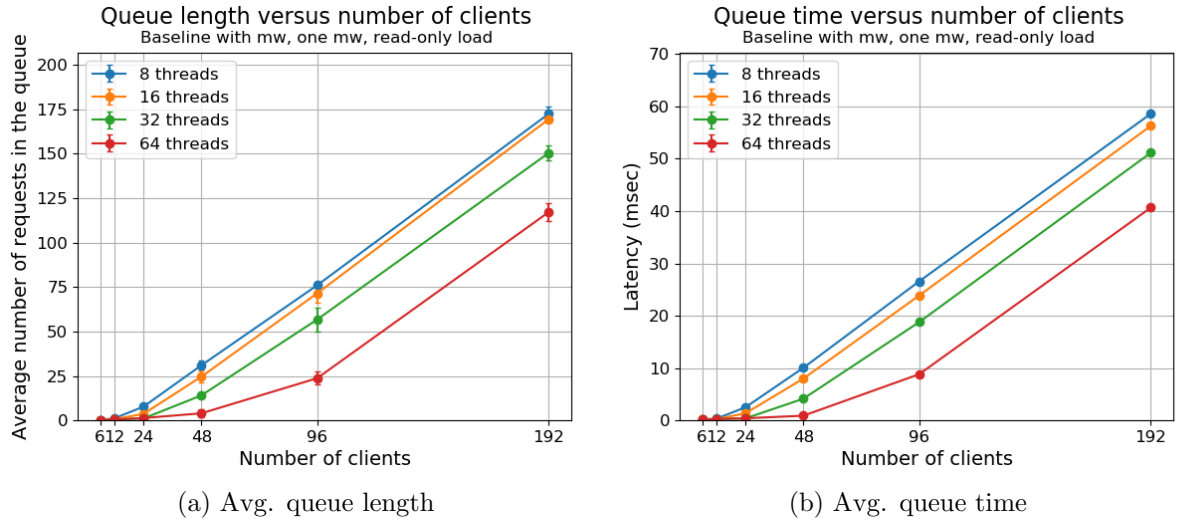 Queue length versus number of clients
Baseline with mw, one mw, read-only load
Average number of requests in the queue
200
175
150
125
100
75
50
25
0
8 threads
16 threads
32 threads
64 threads
6 12 24 48 96 192
Number of clients
(a) Avg. queue length
Queue time versus number of clients
Baseline with mw, one mw, read-only load
Latency (msec)
70
60
50
40
30
20
10
0
8 threads
16 threads
32 threads
64 threads
6 12 24 48 96 192
Number of clients
(b) Avg. queue time